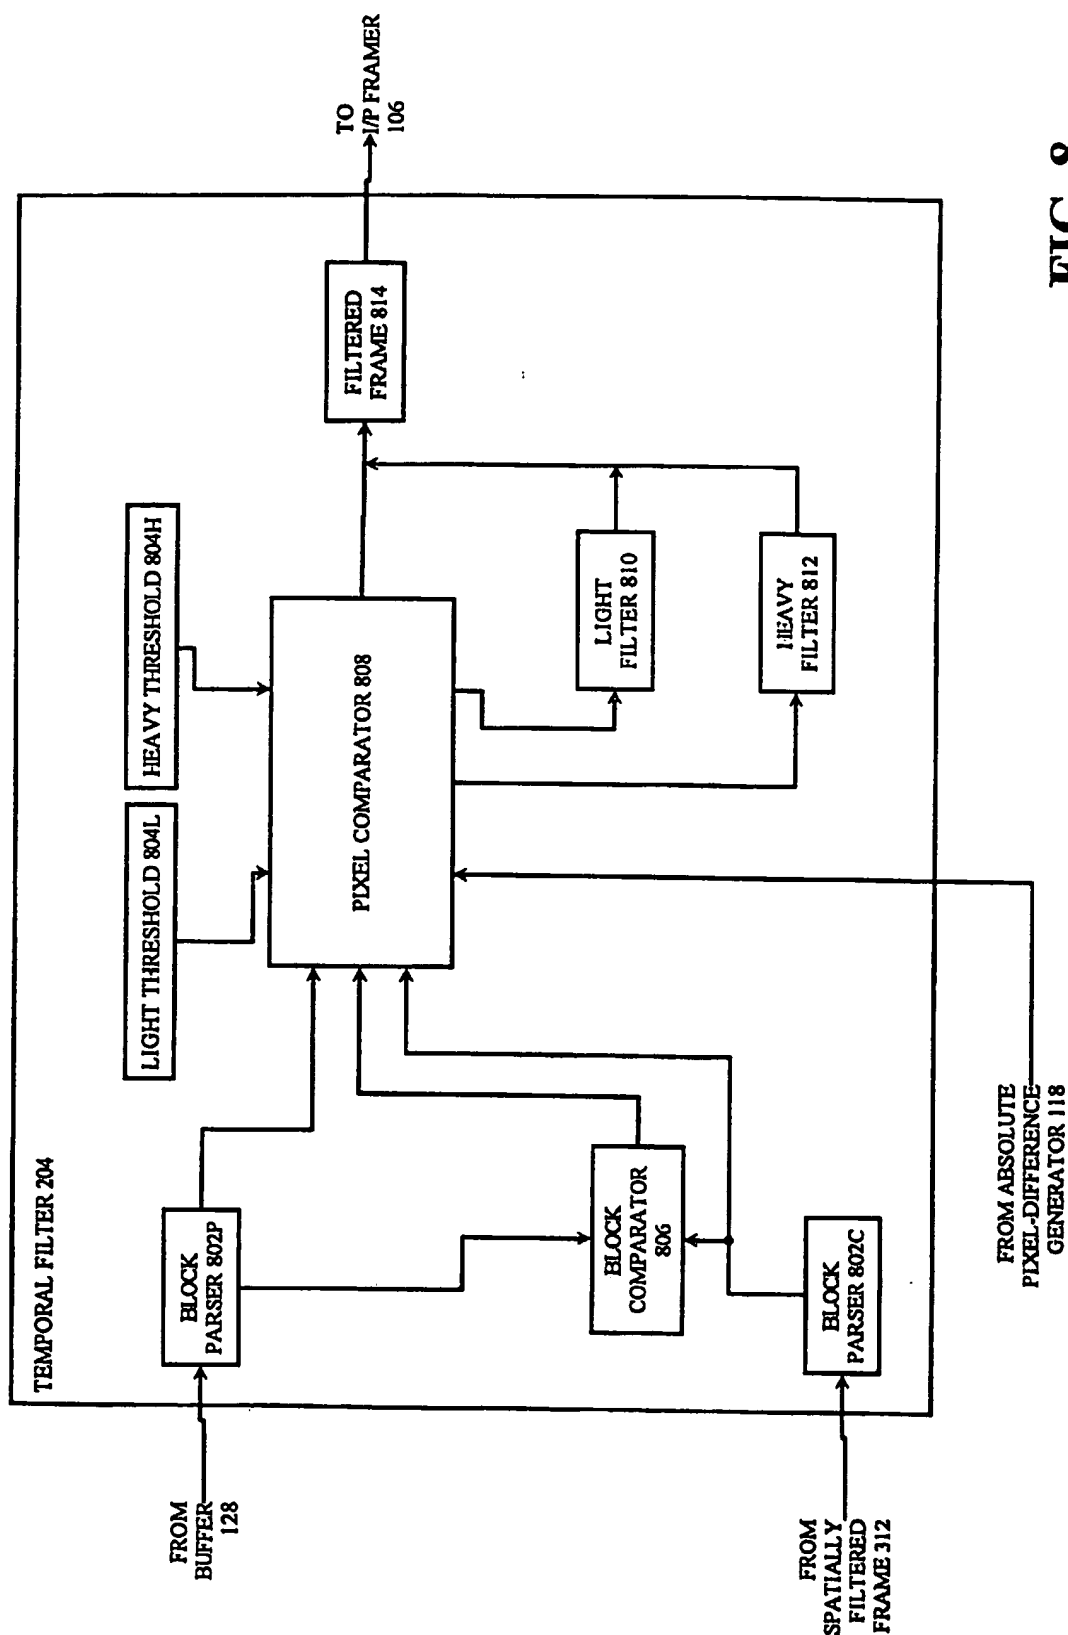 TEMPORAL FILTER 204
FROM
BUFFER
128
BLOCK
PARSER 802P
LIGHT THRESHOLD 804L
HEAVY THRESHOLD 804H
PIXEL COMPARATOR 808
BLOCK
COMPARATOR
806
FROM
SPATIALLY
FILTERED
FRAME 312
BLOCK
PARSER 802C
FROM ABSOLUTE
PIXEL-DIFFERENCE
GENERATOR 118
LIGHT
FILTER 810
HEAVY
FILTER 812
FILTERED
FRAME 814
TO
I/P FRAMER
106
FIG. 8